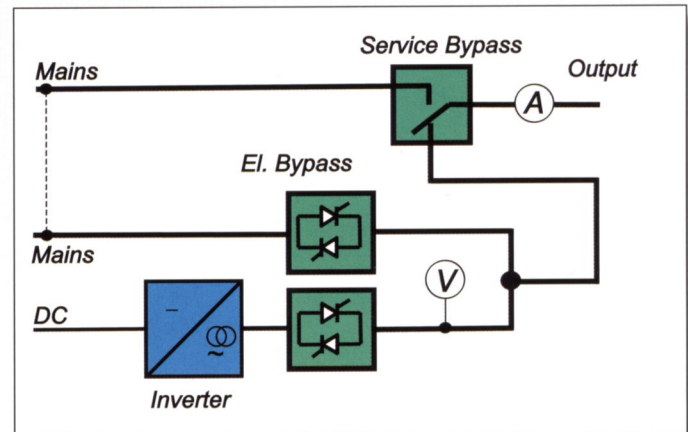 Service Bypass
Mains
Output
A
El. Bypass
Mains
V
DC
Inverter